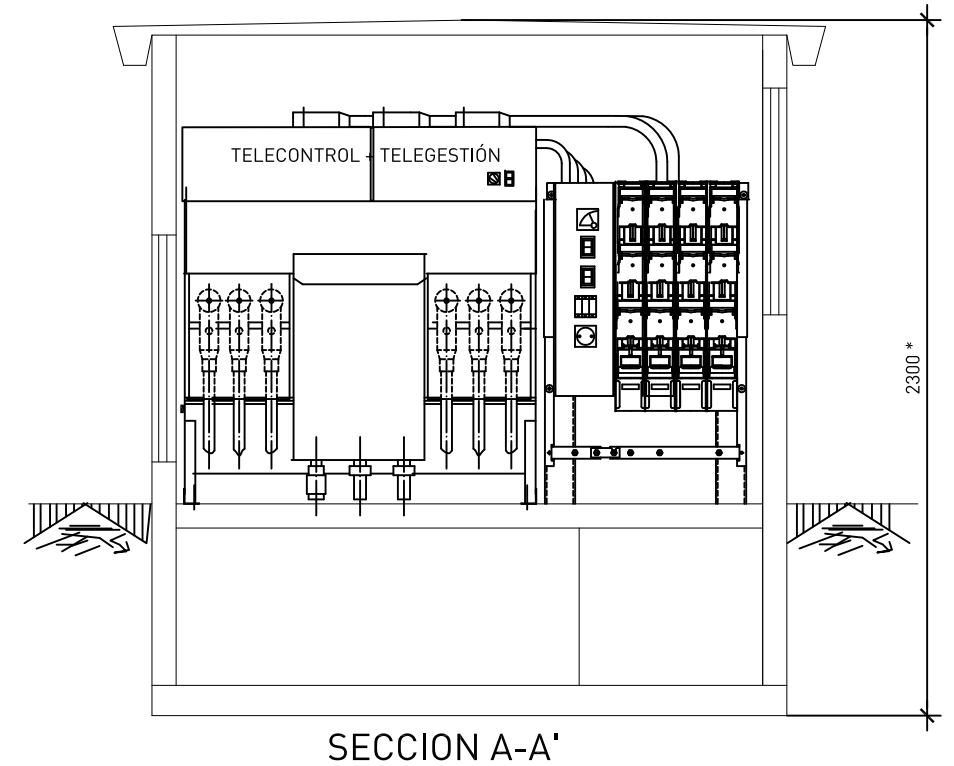 TELECONTROL + TELEGESTIÓN
2300 *
SECCION A-A'